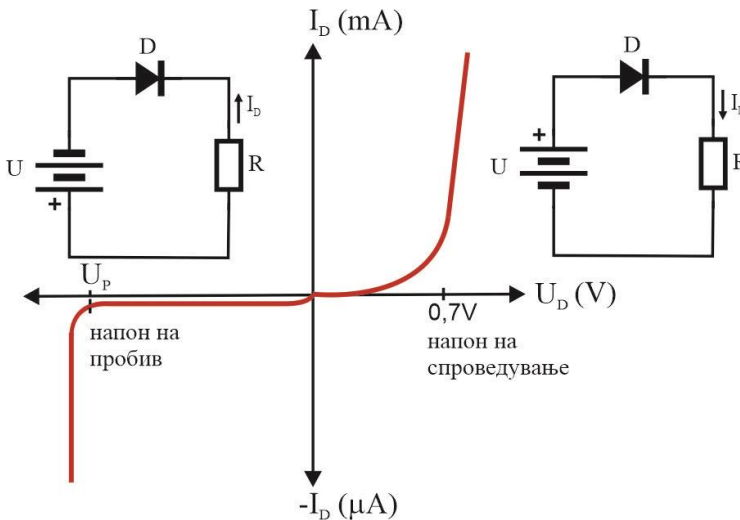 I_D (mA)
D
I_D
R
U
+
D
I_D
R
U
+
U_P
напон на
пробив
0,7V
напон на
спроведување
U_D (V)
-I_D (μA)